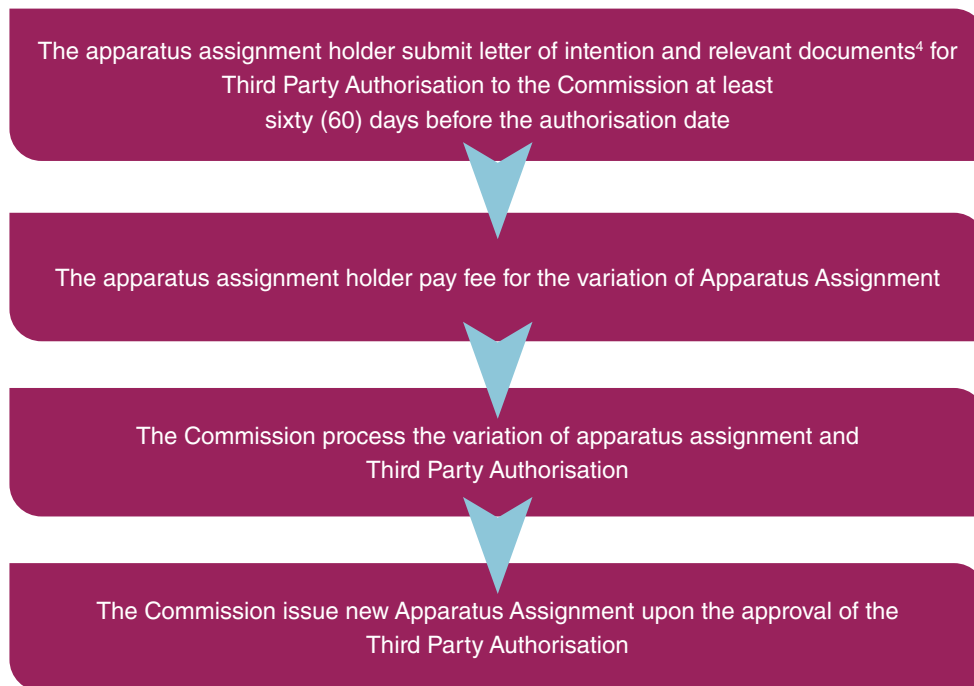 The apparatus assignment holder submit letter of intention and relevant documents⁴ for
Third Party Authorisation to the Commission at least
sixty (60) days before the authorisation date
The apparatus assignment holder pay fee for the variation of Apparatus Assignment
The Commission process the variation of apparatus assignment and
Third Party Authorisation
The Commission issue new Apparatus Assignment upon the approval of the
Third Party Authorisation